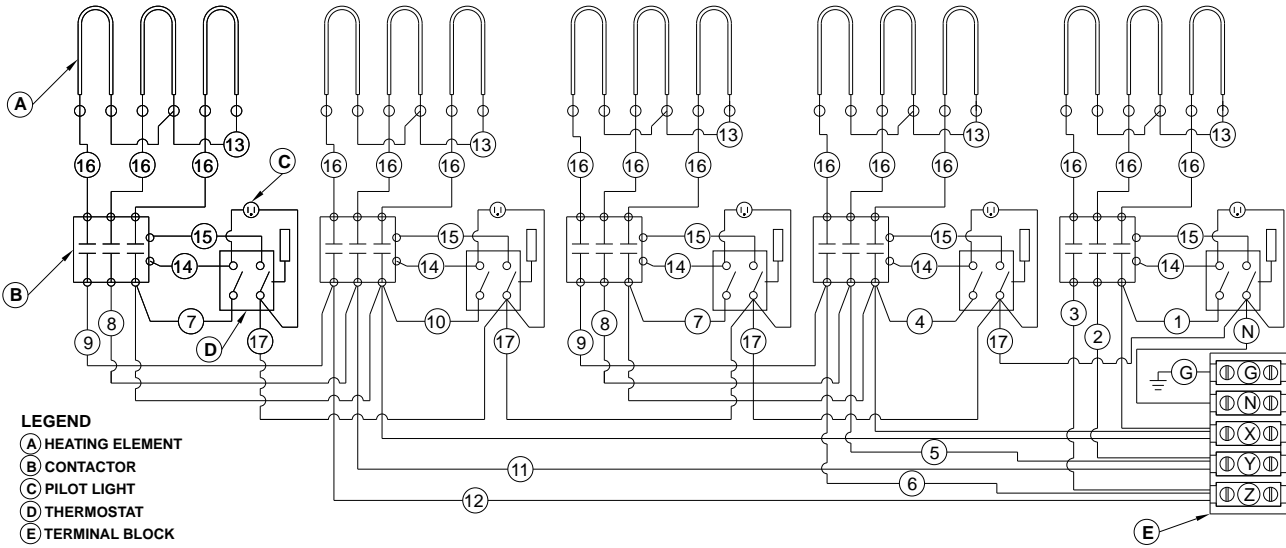 A
13 13 13 13 13
16 16 16 C 16 16 16 16 16 16 16 16 16 16 16 16
15 15 15 15 15
14 14 14 14 14
B
9 8 7 D 17 10 17 9 8 7 17 4 17 3 2 1 N
G G
N
X
5 Y
11
6 Z
12
E
LEGEND
A HEATING ELEMENT
B CONTACTOR
C PILOT LIGHT
D THERMOSTAT
E TERMINAL BLOCK